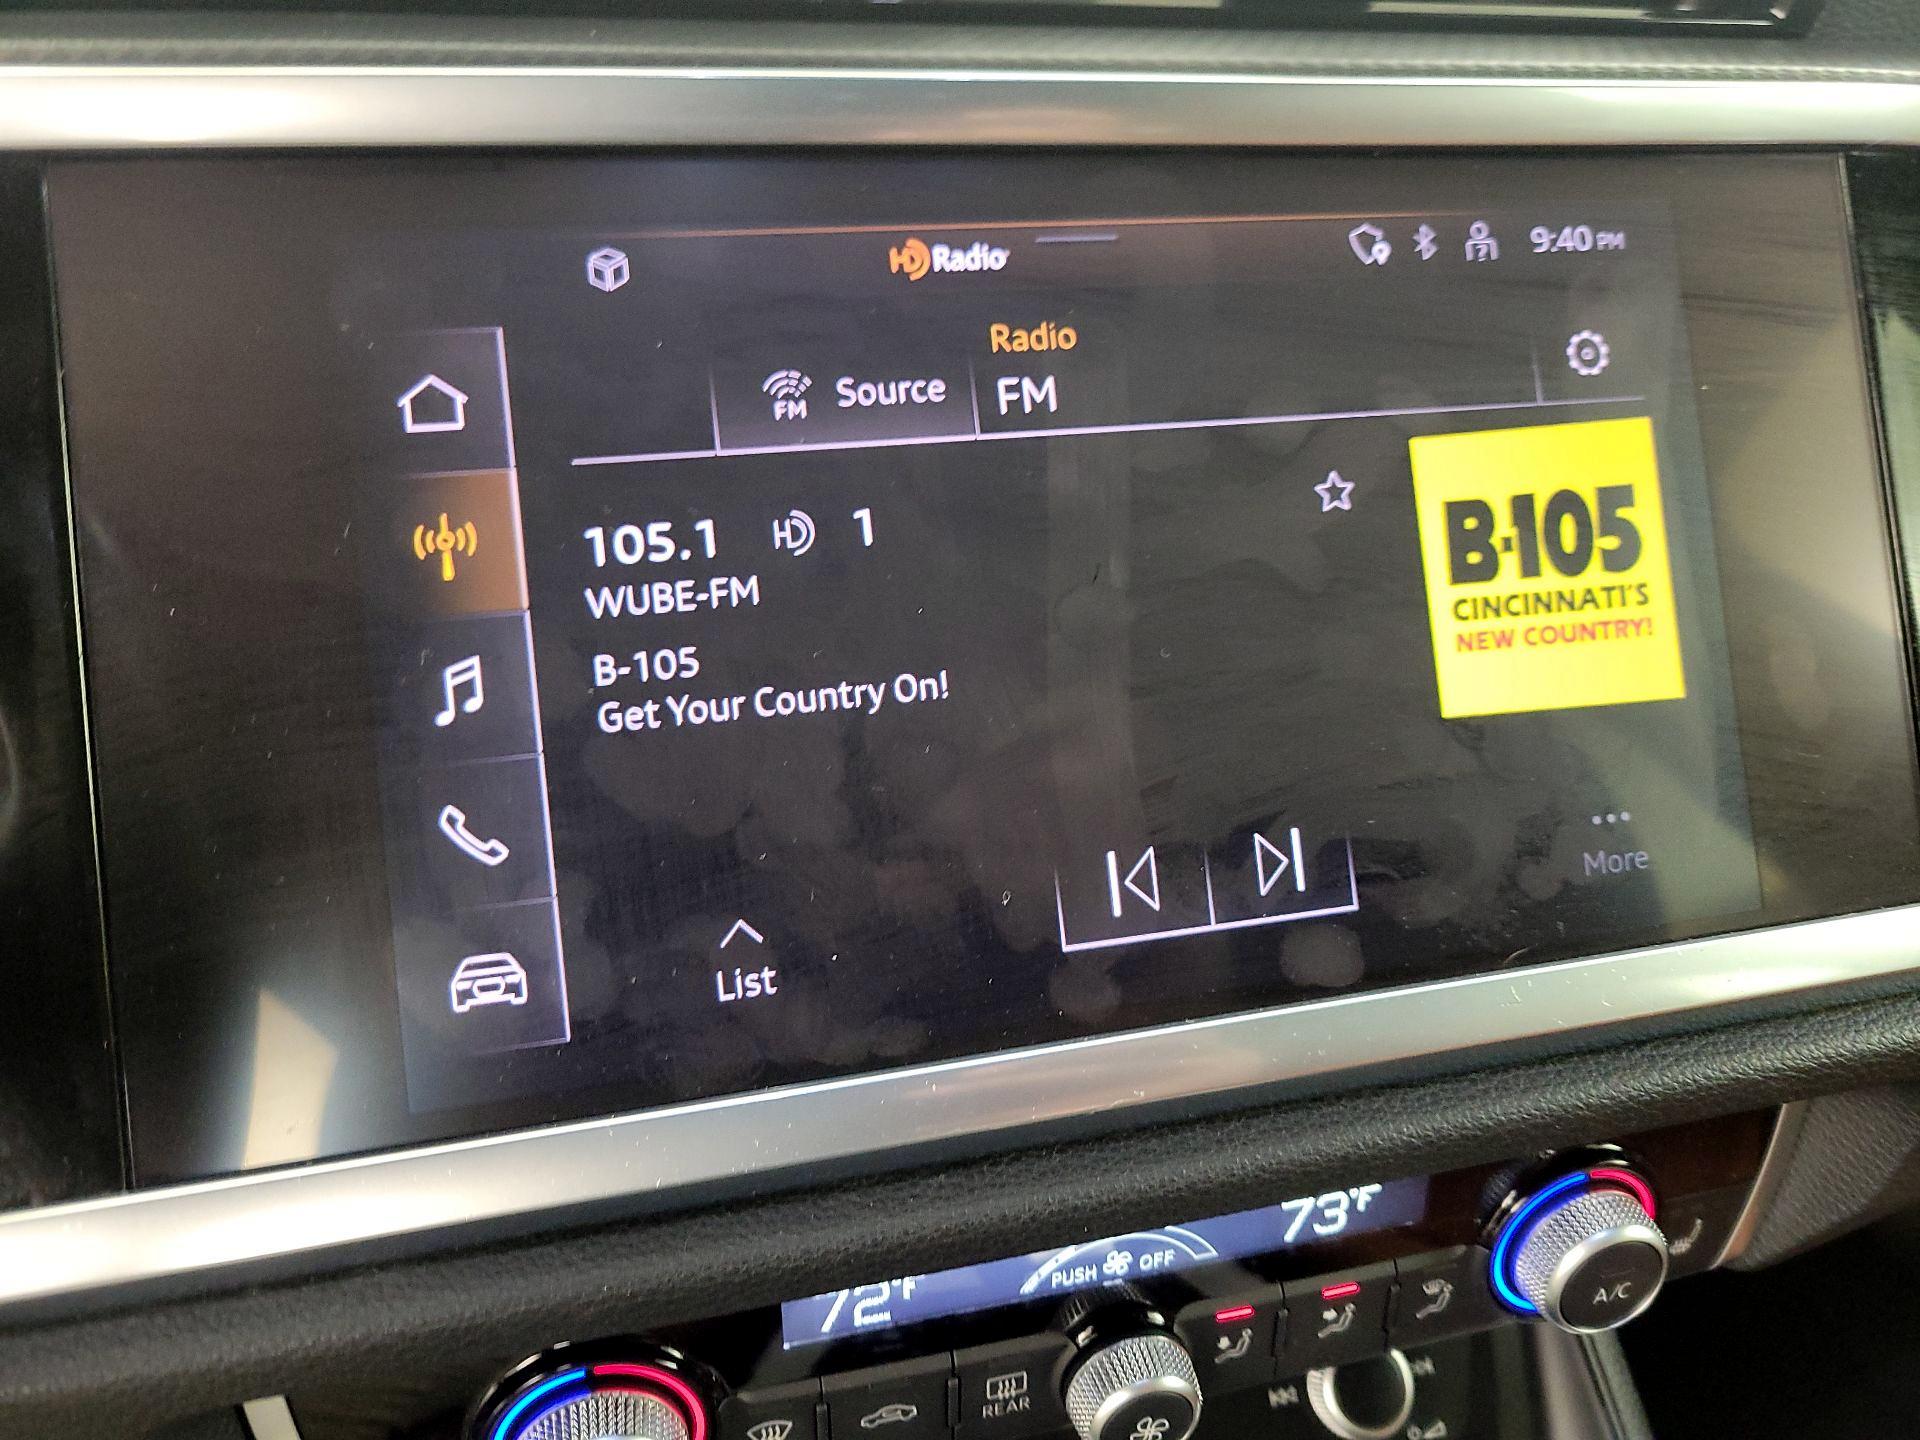 HD Radio
9:40 PM
Radio
FM
Source
FM
105.1 HD 1
WUBE-FM
B-105
Get Your Country On!
B-105
CINCINNATI'S
NEW COUNTRY!
List
More
73°F
PUSH OFF
72°F
A/C
REAR